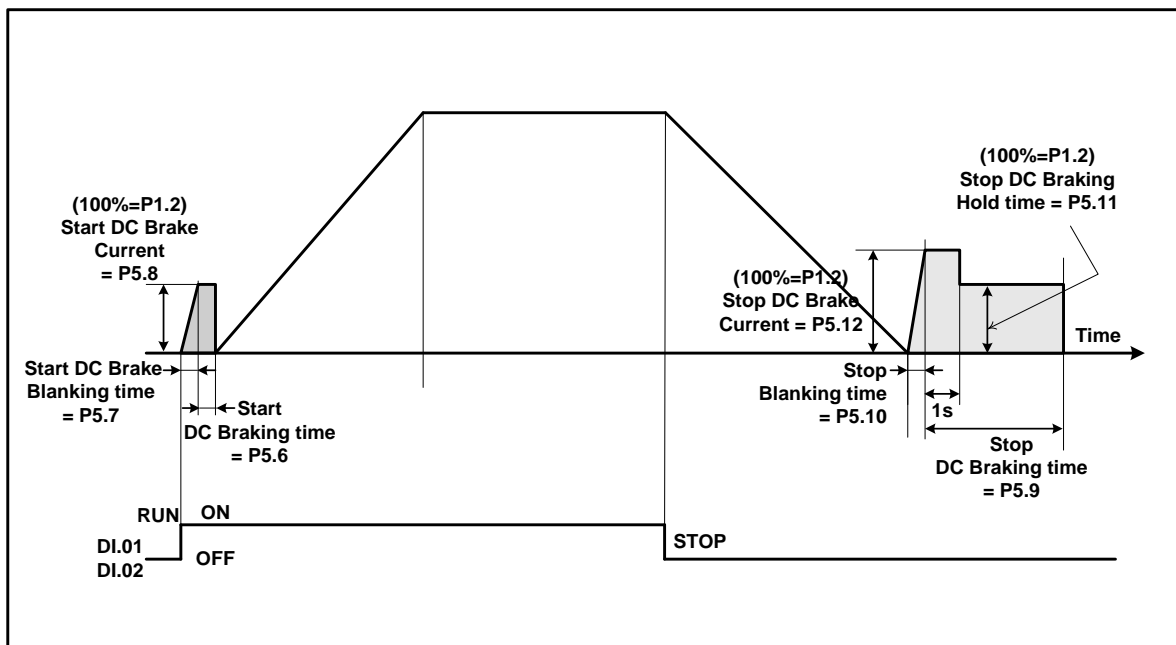 (100%=P1.2)
Start DC Brake
Current
= P5.8
(100%=P1.2)
Stop DC Braking
Hold time = P5.11
(100%=P1.2)
Stop DC Brake
Current = P5.12
Time
Start DC Brake
Blanking time
= P5.7
Start
DC Braking time
= P5.6
Stop
Blanking time
= P5.10
1s
Stop
DC Braking time
= P5.9
RUN ON
DI.01
DI.02
OFF
STOP